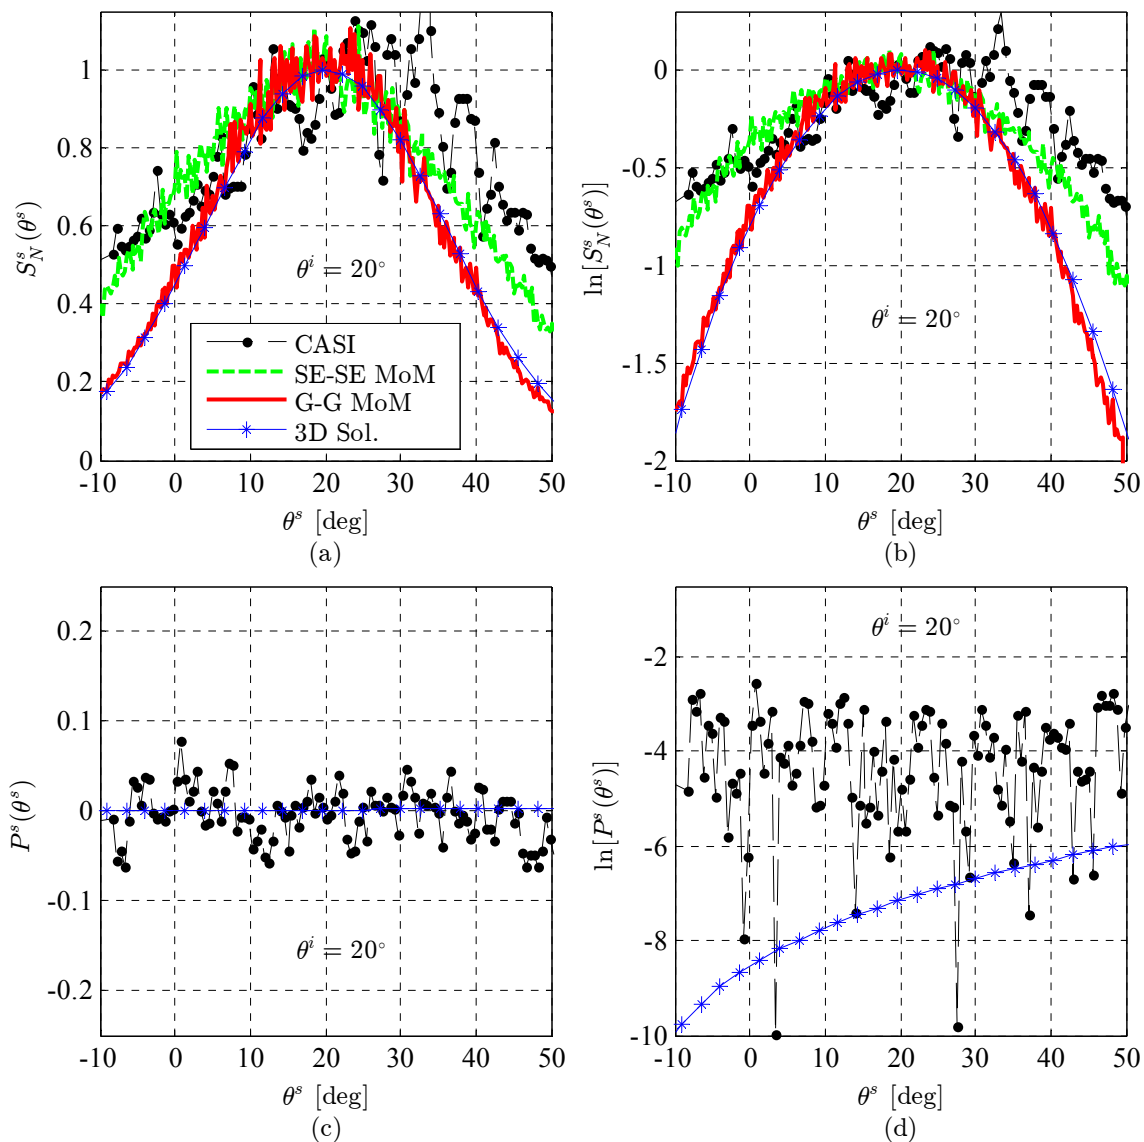 1
0.8
0.6
0.4
0.2
0
S_N^s(θ^s)
θ^i = 20°
CASI
SE-SE MoM
G-G MoM
3D Sol.
-10 0 10 20 30 40 50
θ^s [deg]
(a)
0
-0.5
-1
-1.5
-2
ln[S_N^s(θ^s)]
θ^i = 20°
-10 0 10 20 30 40 50
θ^s [deg]
(b)
0.2
0.1
0
-0.1
-0.2
P^s(θ^s)
θ^i = 20°
-10 0 10 20 30 40 50
θ^s [deg]
(c)
-2
-4
-6
-8
-10
ln[P^s(θ^s)]
θ^i = 20°
-10 0 10 20 30 40 50
θ^s [deg]
(d)